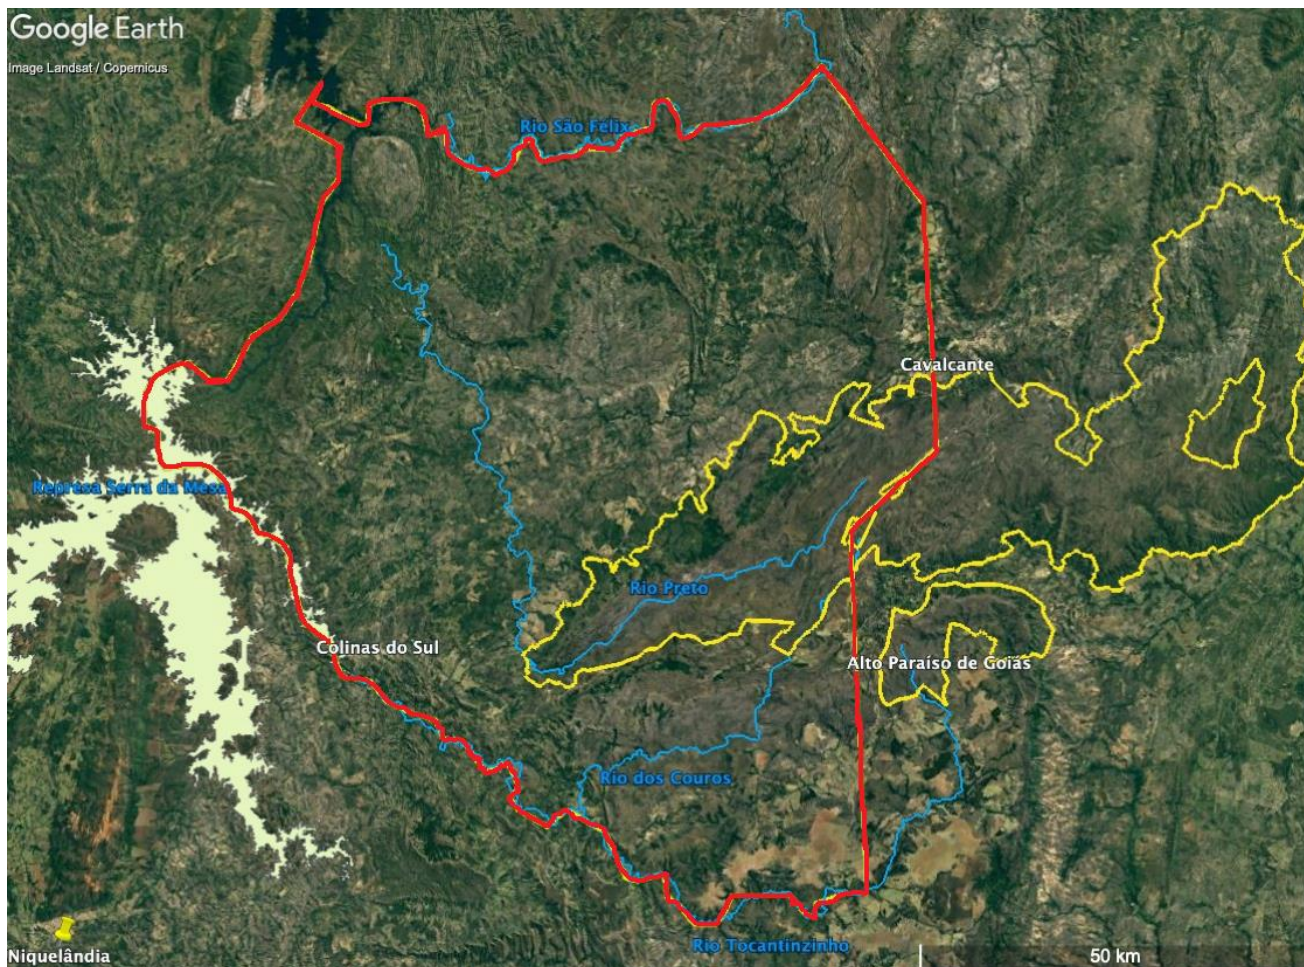 Google Earth
Image Landsat / Copernicus
Rio São Félix
Cavalcante
Represa Serra da Mesa
Rio Preto
Colinas do Sul
Alto Paraíso de Goiás
Rio dos Couros
Rio Tocantinzinho
Niquelândia
50 km